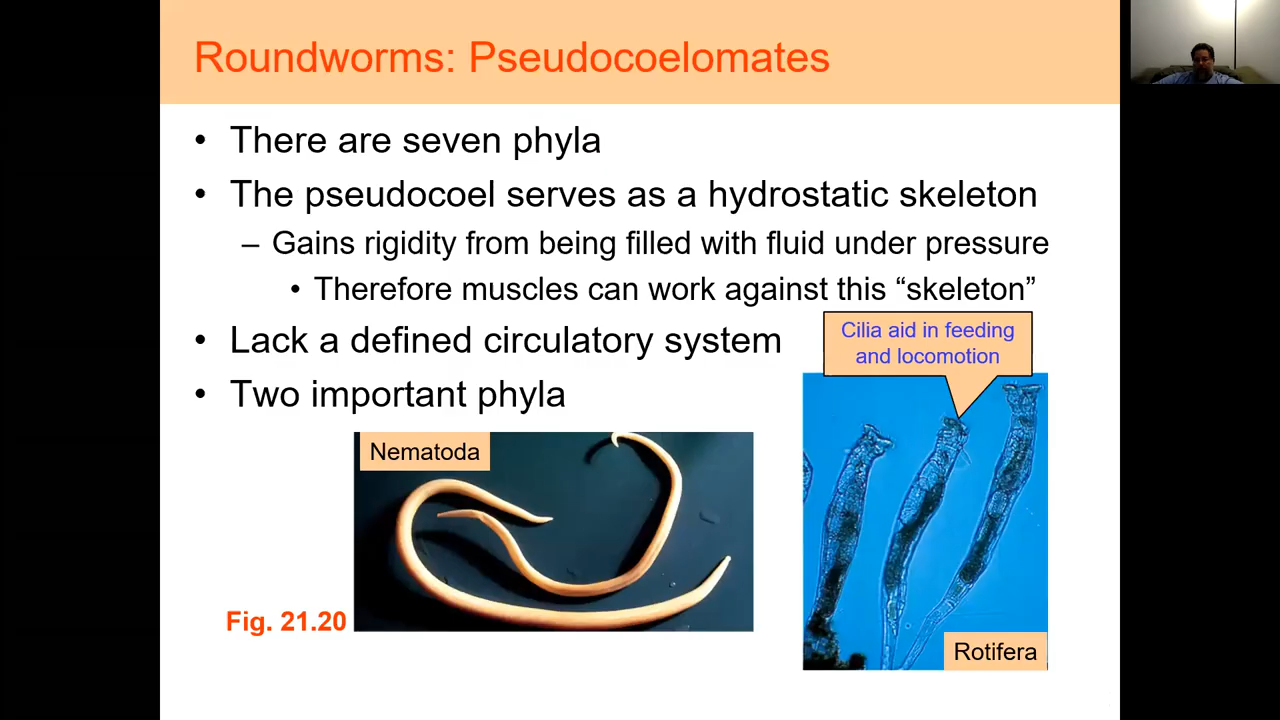 Roundworms: Pseudocoelomates
• There are seven phyla
• The pseudocoel serves as a hydrostatic skeleton
– Gains rigidity from being filled with fluid under pressure
• Therefore muscles can work against this “skeleton”
• Lack a defined circulatory system
• Two important phyla
Cilia aid in feeding
and locomotion
Nematoda
Fig. 21.20
Rotifera